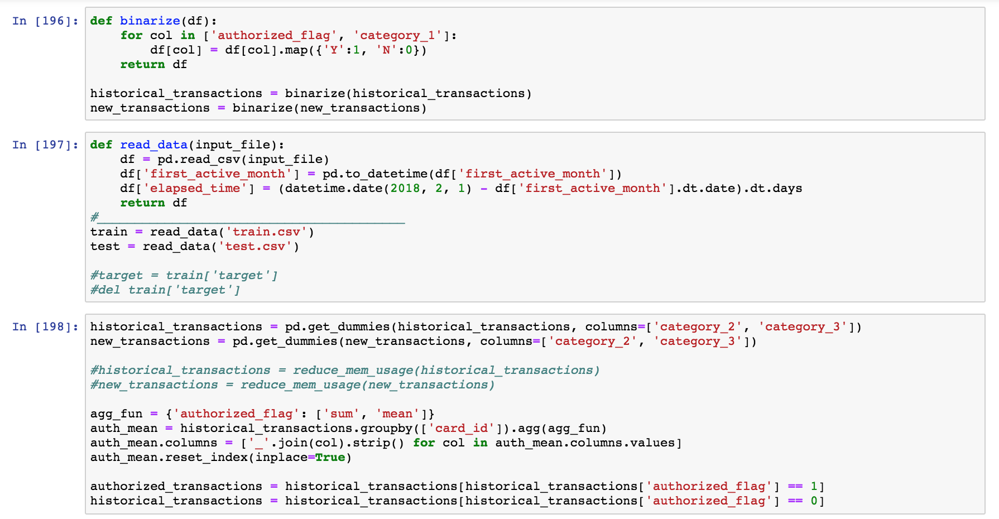 In [196]:
def binarize(df):
    for col in ['authorized_flag', 'category_1']:
        df[col] = df[col].map({'Y':1, 'N':0})
    return df

historical_transactions = binarize(historical_transactions)
new_transactions = binarize(new_transactions)

In [197]:
def read_data(input_file):
    df = pd.read_csv(input_file)
    df['first_active_month'] = pd.to_datetime(df['first_active_month'])
    df['elapsed_time'] = (datetime.date(2018, 2, 1) - df['first_active_month'].dt.date).dt.days
    return df
#_________________________________________
train = read_data('train.csv')
test = read_data('test.csv')

#target = train['target']
#del train['target']

In [198]:
historical_transactions = pd.get_dummies(historical_transactions, columns=['category_2', 'category_3'])
new_transactions = pd.get_dummies(new_transactions, columns=['category_2', 'category_3'])

#historical_transactions = reduce_mem_usage(historical_transactions)
#new_transactions = reduce_mem_usage(new_transactions)

agg_fun = {'authorized_flag': ['sum', 'mean']}
auth_mean = historical_transactions.groupby(['card_id']).agg(agg_fun)
auth_mean.columns = ['_'.join(col).strip() for col in auth_mean.columns.values]
auth_mean.reset_index(inplace=True)

authorized_transactions = historical_transactions[historical_transactions['authorized_flag'] == 1]
historical_transactions = historical_transactions[historical_transactions['authorized_flag'] == 0]